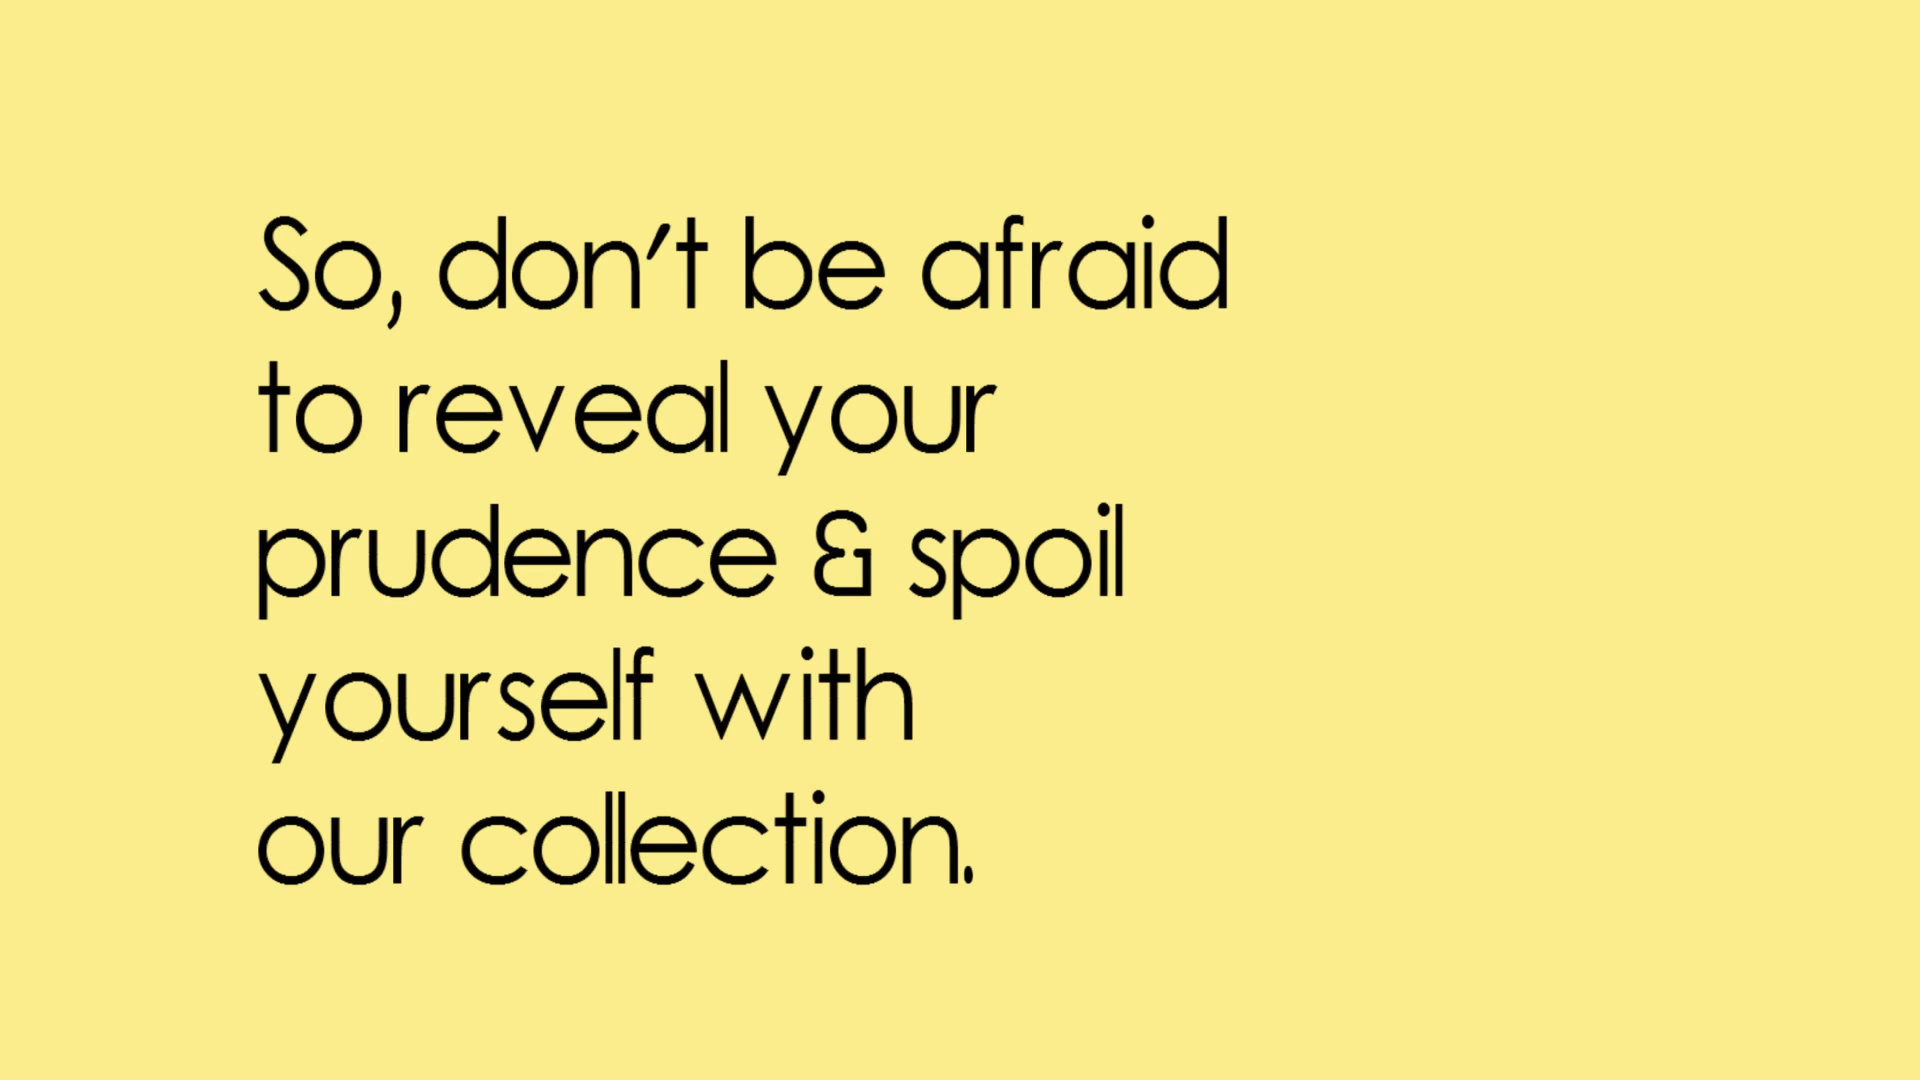 So, don't be afraid
to reveal your
prudence & spoil
yourself with
our collection.